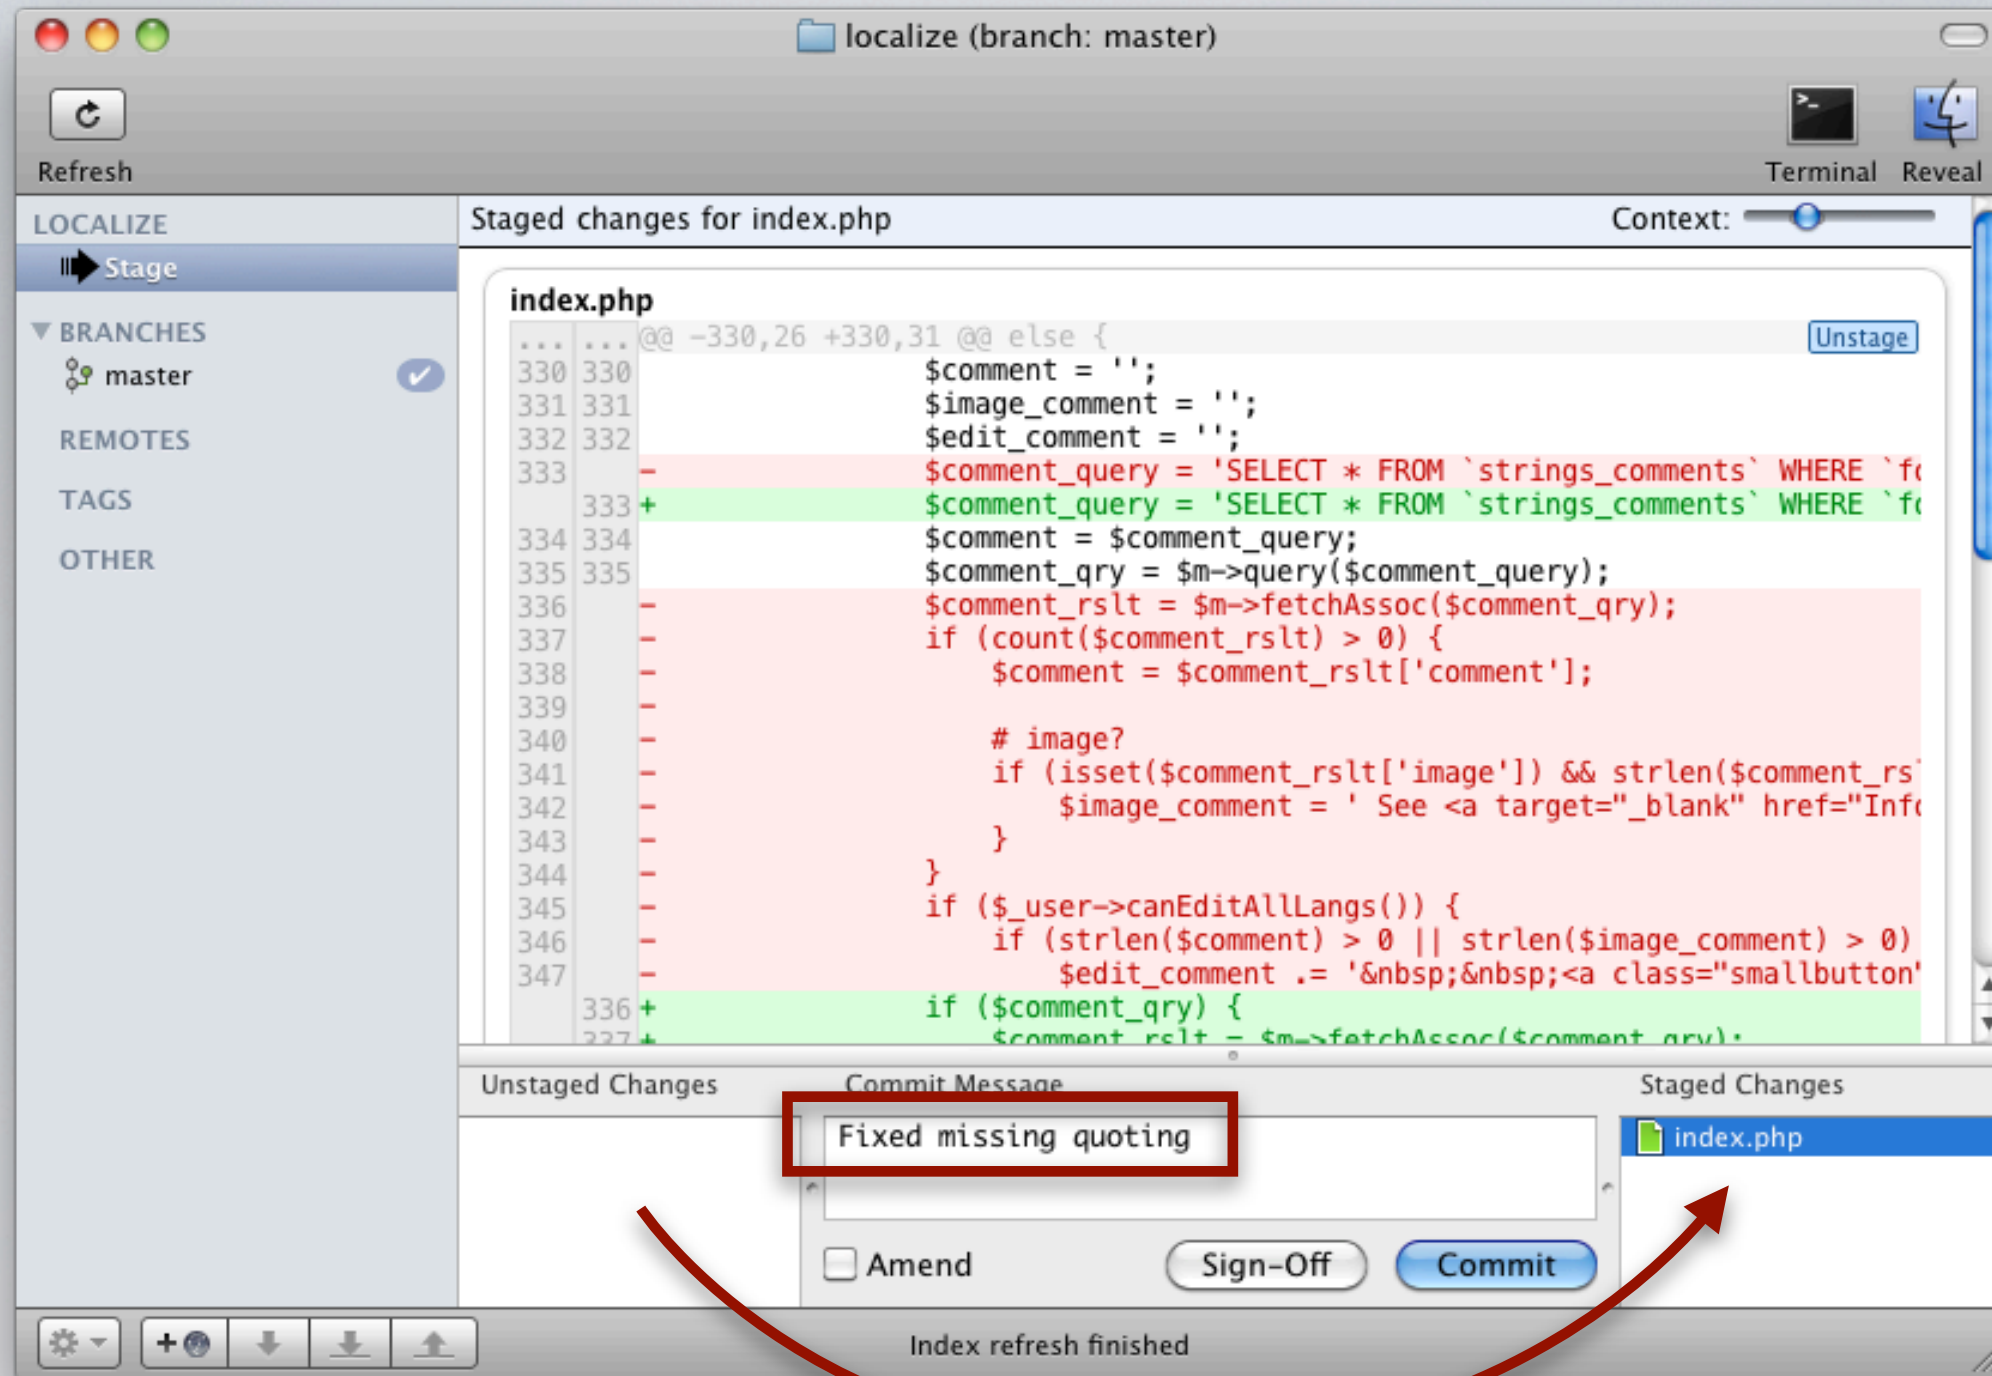 localize (branch: master)
Refresh
Terminal Reveal
LOCALIZE
Stage
BRANCHES
master
REMOTES
TAGS
OTHER
Staged changes for index.php Context:
index.php
... ... @@ -330,26 +330,31 @@ else { Unstage
330 330 $comment = '';
331 331 $image_comment = '';
332 332 $edit_comment = '';
333 - $comment_query = 'SELECT * FROM `strings_comments` WHERE `
333 + $comment_query = 'SELECT * FROM `strings_comments` WHERE `
334 334 $comment = $comment_query;
335 335 $comment_qry = $m->query($comment_query);
336 - $comment_rslt = $m->fetchAssoc($comment_qry);
337 - if (count($comment_rslt) > 0) {
338 - $comment = $comment_rslt['comment'];
339 -
340 - # image?
341 - if (isset($comment_rslt['image']) && strlen($comment_rs
342 - $image_comment = ' See <a target="_blank" href="Inf
343 - }
344 - }
345 - if ($_user->canEditAllLangs()) {
346 - if (strlen($comment) > 0 || strlen($image_comment) > 0)
347 - $edit_comment .= '&nbsp;&nbsp;<a class="smallbutton"
336 + if ($comment_qry) {
337 + $comment_rslt = $m->fetchAssoc($comment_qry);
Unstaged Changes Commit Message Staged Changes
Fixed missing quoting
index.php
Amend Sign-Off Commit
Index refresh finished